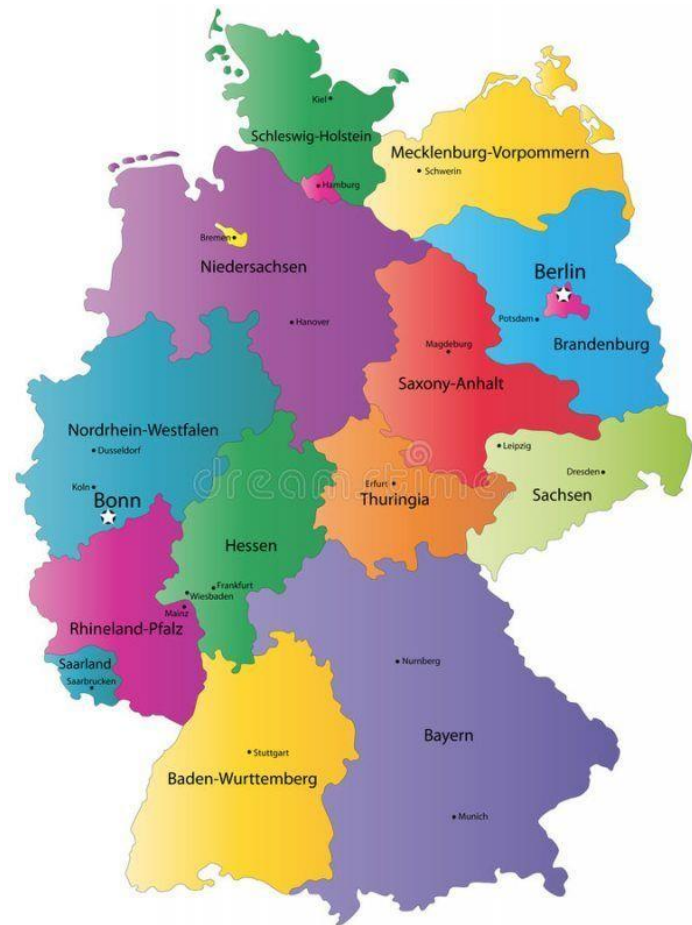 Kiel
Schleswig-Holstein
Mecklenburg-Vorpommern
Schwerin
Hamburg
Bremen
Niedersachsen
Berlin
Hanover
Potsdam
Brandenburg
Magdeburg
Saxony-Anhalt
Nordrhein-Westfalen
Dusseldorf
Leipzig
dreamstime
Koln
Erfurt
Dresden
Bonn
Thuringia
Sachsen
Hessen
Frankfurt
Wiesbaden
Mainz
Rhineland-Pfalz
Saarland
Saarbrucken
Nurnberg
Bayern
Stuttgart
Baden-Wurttemberg
Munich